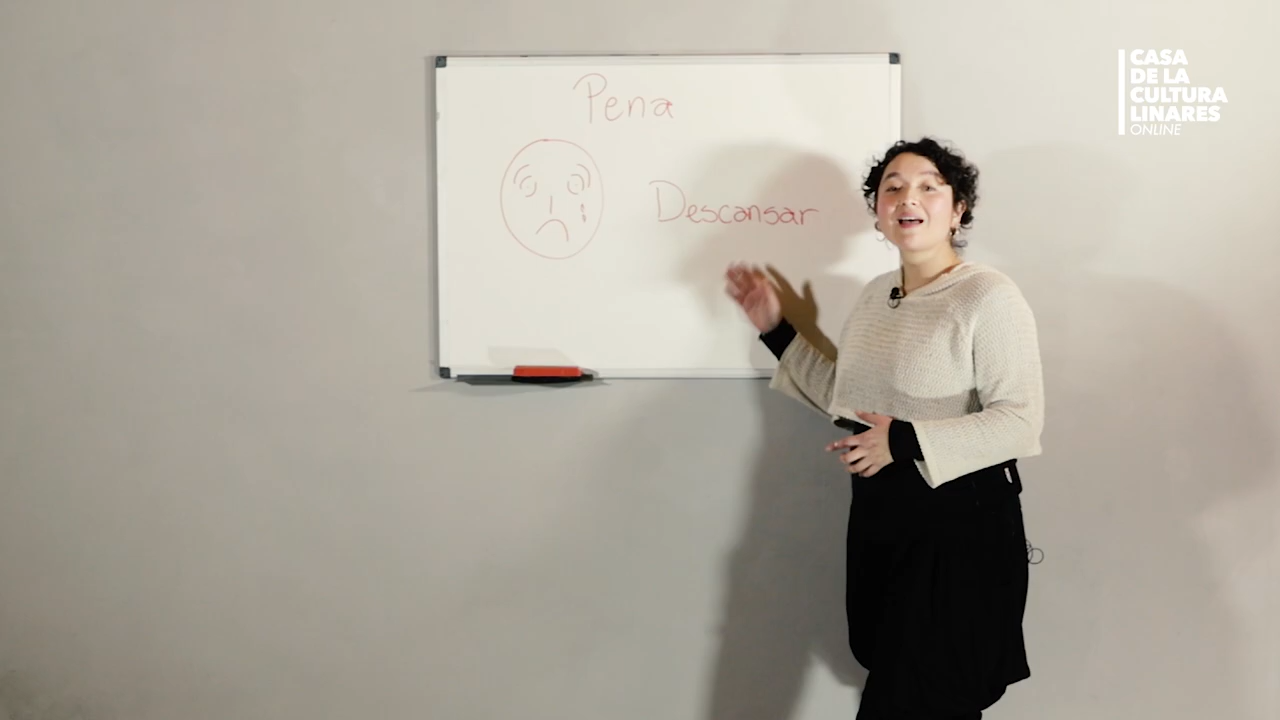 Pena
Descansar
CASA
DE LA
CULTURA
LINARES
ONLINE